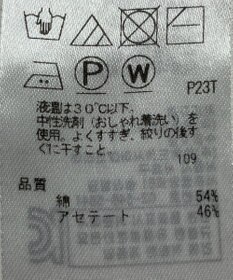 P
W
P23T
液温は30℃以下、
中性洗剤(おしゃれ着洗い)を
使用。よくすすぎ、絞りの後す
ぐに干すこと。
109
品質
綿 54%
アセテート 46%